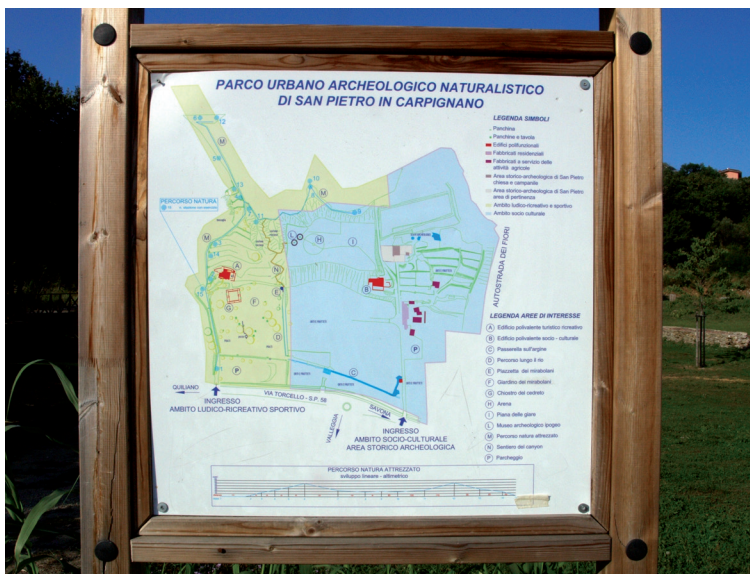 PARCO URBANO ARCHEOLOGICO NATURALISTICO
DI SAN PIETRO IN CARPIGNANO
LEGENDA SIMBOLI
Panchina
Panchine e tavola
Edifici polifunzionali
Fabbricati residenziali
Fabbricati a servizio delle
attività agricole
Area storico-archeologica di San Pietro
chiesa e campanile
Area storico-archeologica di San Pietro
area di pertinenza
Ambito ludico-ricreativo e sportivo
Ambito socio culturale
PERCORSO NATURA
AUTOSTRADA DEI FIORI
LEGENDA AREE DI INTERESSE
A Edificio polivalente turistico ricreativo
B Edificio polivalente socio - culturale
C Passerella sull'argine
D Percorso lungo il rio
E Piazzetta dei mirabolani
F Giardino dei mirabolani
G Chiostro del cedreto
H Arena
I Piana delle giare
L Museo archeologico ipogeo
M Percorso natura attrezzato
N Sentiero del canyon
P Parcheggio
QUILIANO
INGRESSO
AMBITO LUDICO-RICREATIVO SPORTIVO
VIA TORCELLO - S.P. 58
VALLEGGIA
SAVONA
INGRESSO
AMBITO SOCIO-CULTURALE
AREA STORICO ARCHEOLOGICA
PERCORSO NATURA ATTREZZATO
sviluppo lineare - altimetrico